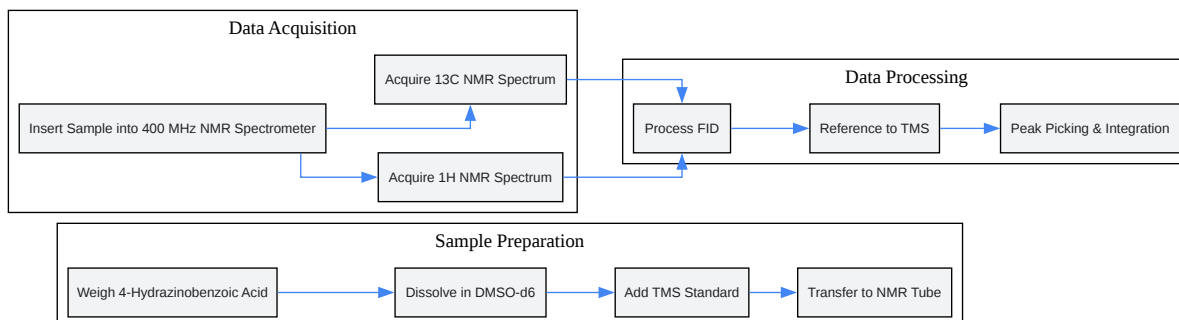 Data Acquisition
Acquire 13C NMR Spectrum
Insert Sample into 400 MHz NMR Spectrometer
Acquire 1H NMR Spectrum
Data Processing
Process FID
Reference to TMS
Peak Picking & Integration
Sample Preparation
Weigh 4-Hydrazinobenzoic Acid
Dissolve in DMSO-d6
Add TMS Standard
Transfer to NMR Tube